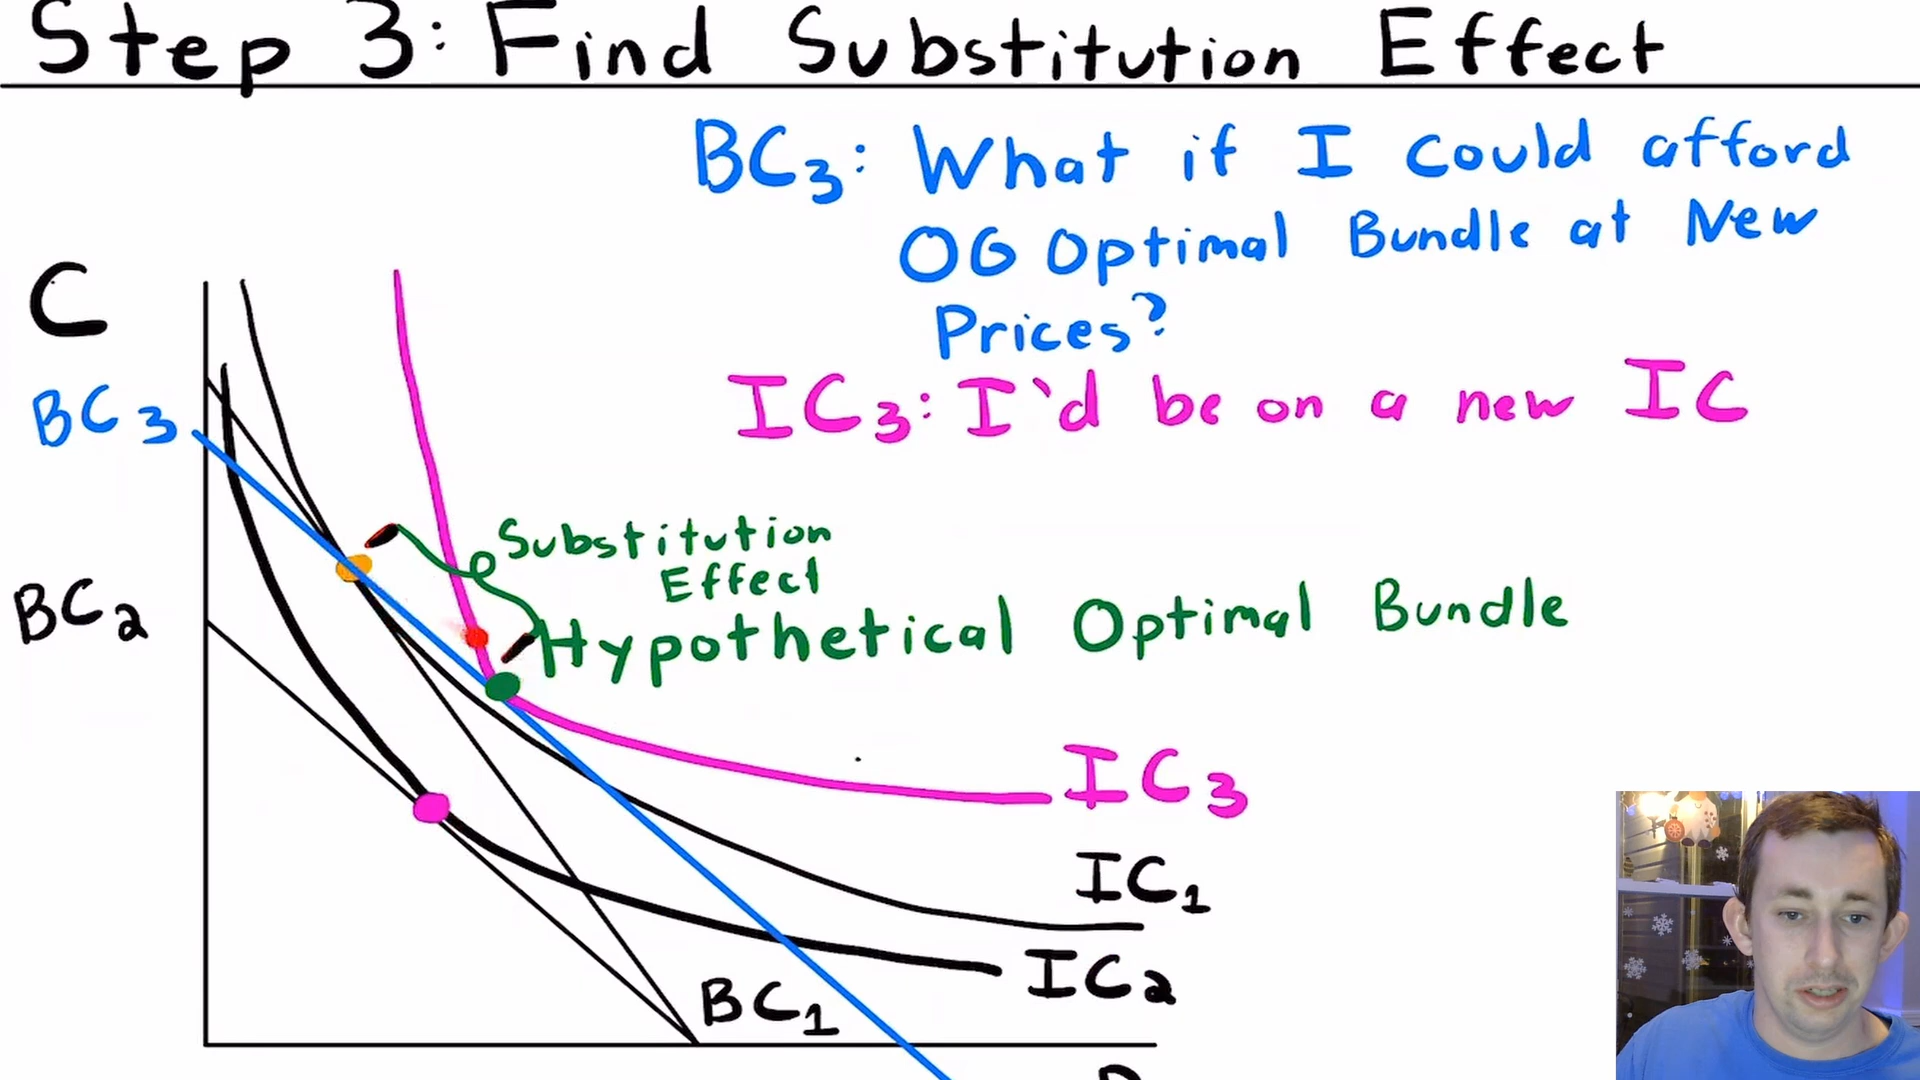 Step 3: Find Substitution Effect
BC3: What if I could afford
OG Optimal Bundle at New
Prices?
IC3: I'd be on a new IC
C
BC3
Substitution
Effect
BC2
Hypothetical Optimal Bundle
IC3
IC1
IC2
BC1